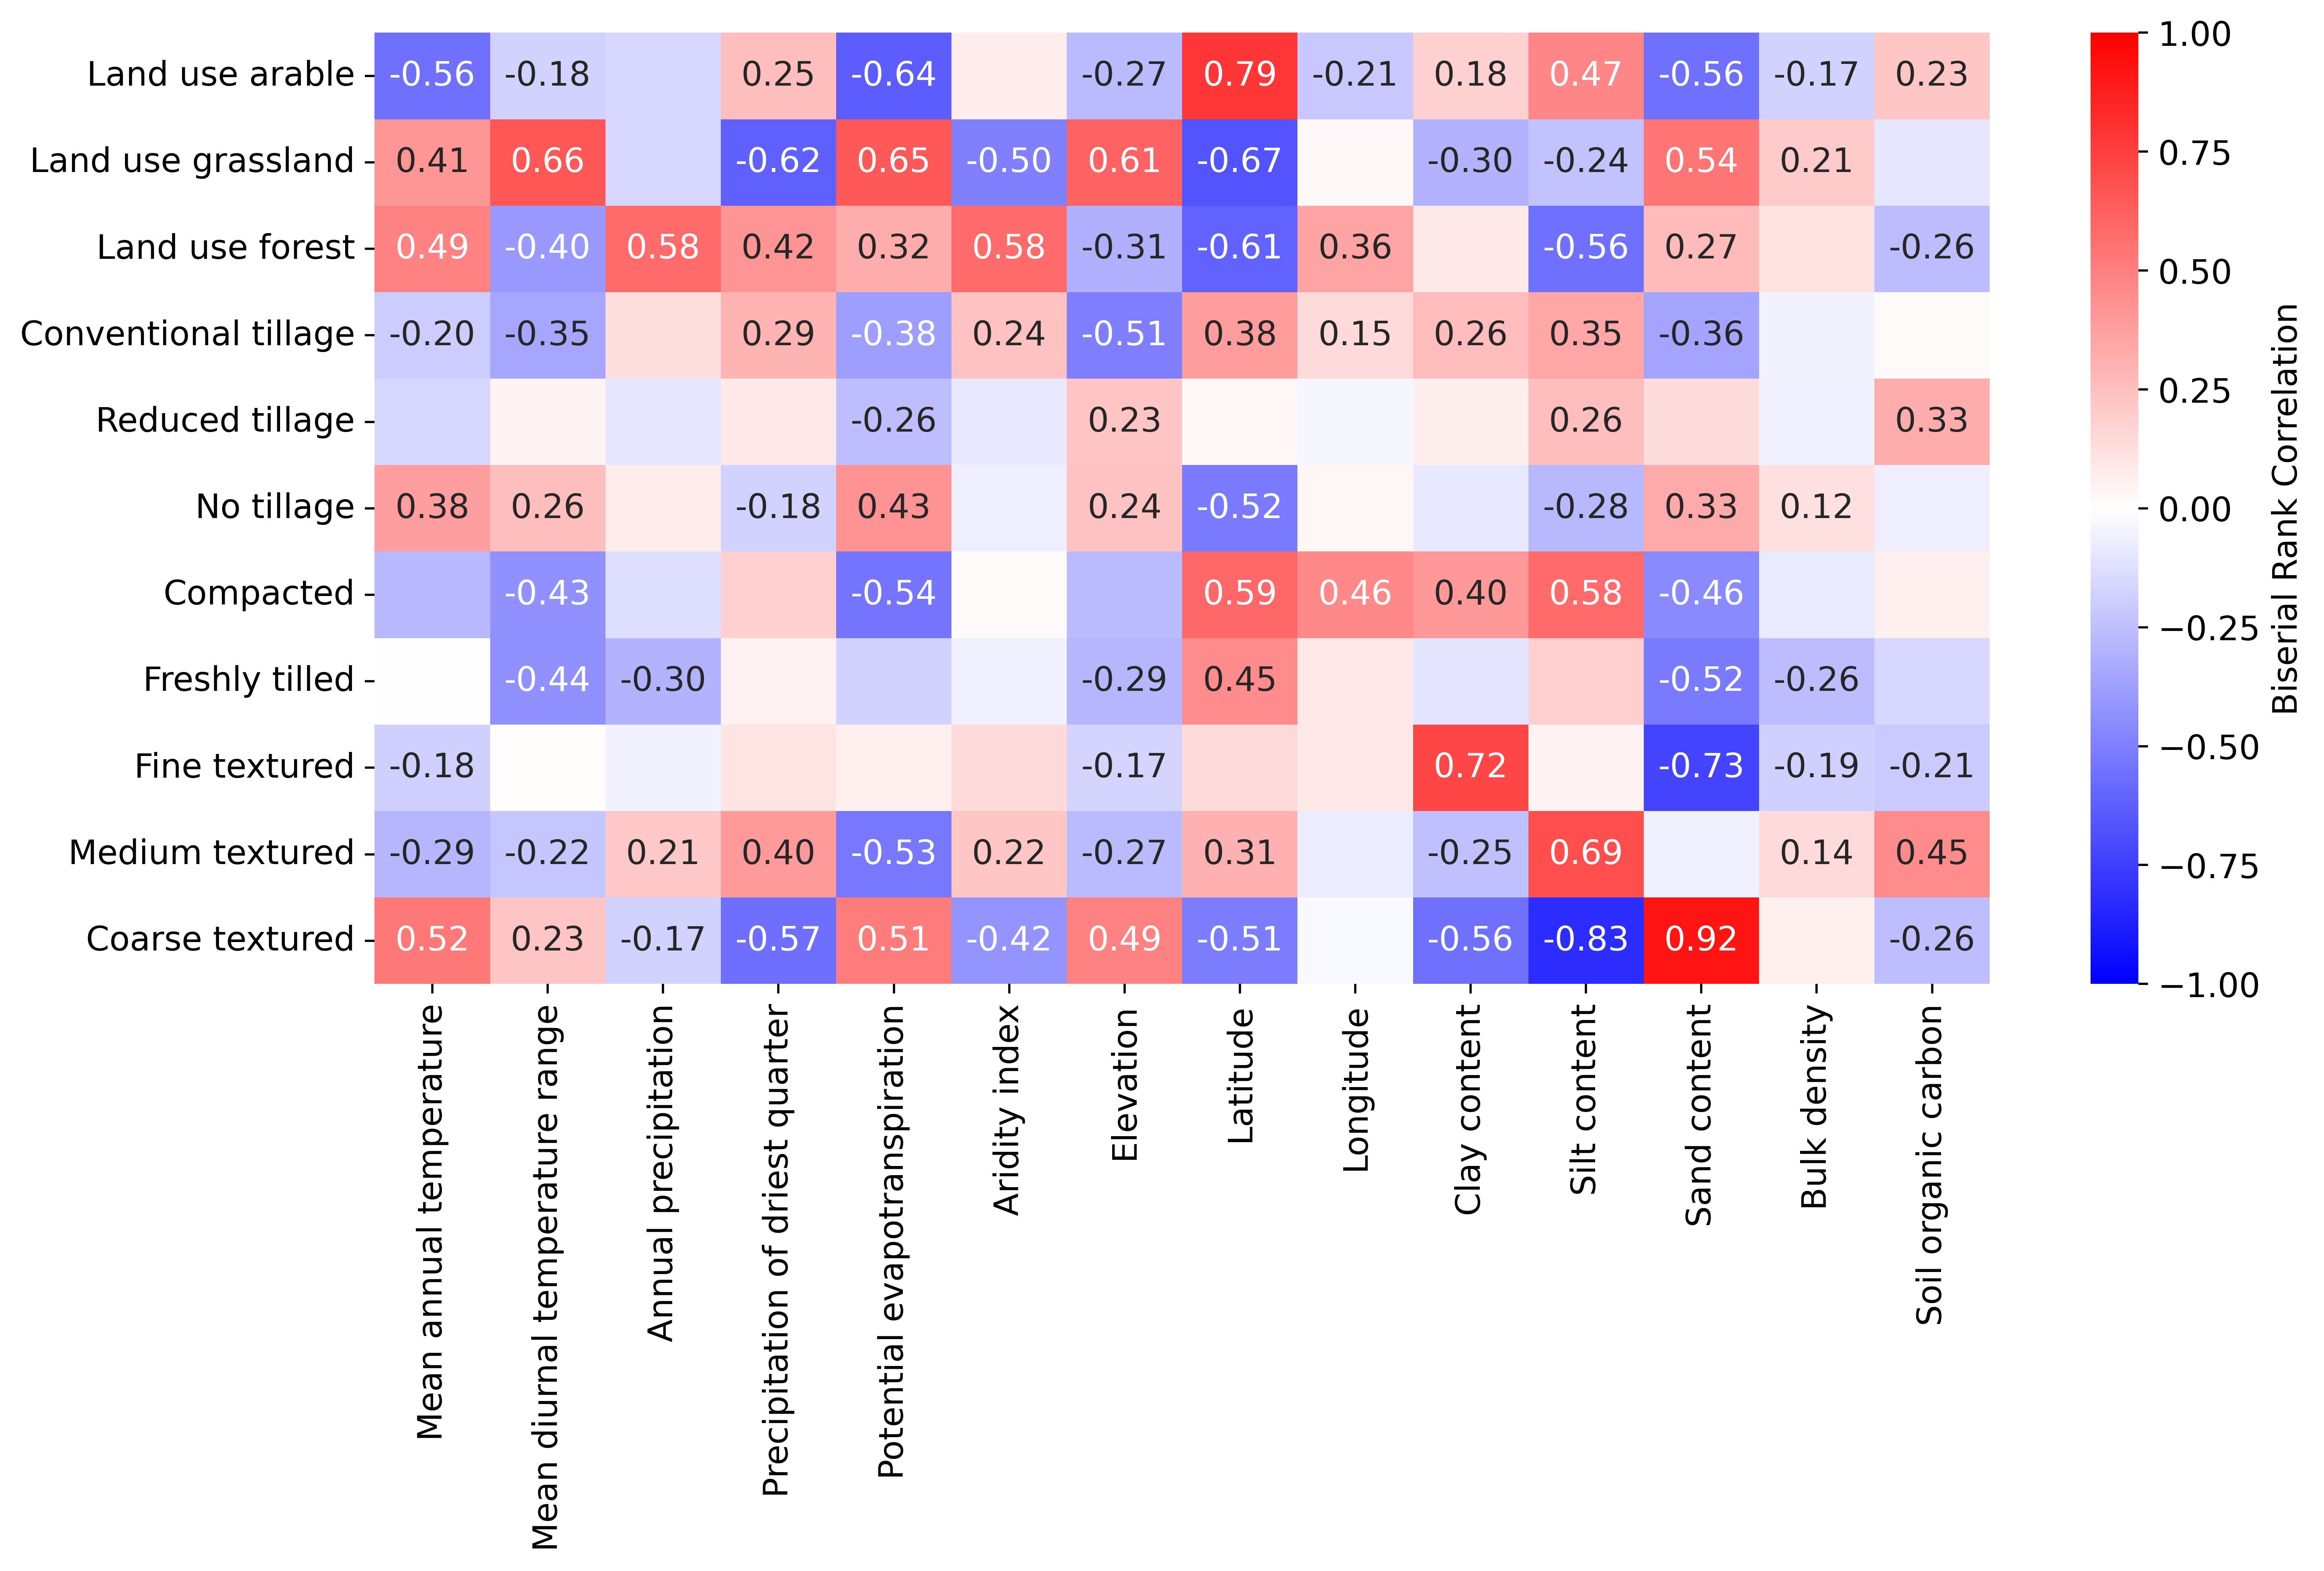 Land use arable -0.56 -0.18 0.25 -0.64 -0.27 0.79 -0.21 0.18 0.47 -0.56 -0.17 0.23
Land use grassland 0.41 0.66 -0.62 0.65 -0.50 0.61 -0.67 -0.30 -0.24 0.54 0.21
Land use forest 0.49 -0.40 0.58 0.42 0.32 0.58 -0.31 -0.61 0.36 -0.56 0.27 -0.26
Conventional tillage -0.20 -0.35 0.29 -0.38 0.24 -0.51 0.38 0.15 0.26 0.35 -0.36
Reduced tillage -0.26 0.23 0.26 0.33
No tillage 0.38 0.26 -0.18 0.43 0.24 -0.52 -0.28 0.33 0.12
Compacted -0.43 -0.54 0.59 0.46 0.40 0.58 -0.46
Freshly tilled -0.44 -0.30 -0.29 0.45 -0.52 -0.26
Fine textured -0.18 -0.17 0.72 -0.73 -0.19 -0.21
Medium textured -0.29 -0.22 0.21 0.40 -0.53 0.22 -0.27 0.31 -0.25 0.69 0.14 0.45
Coarse textured 0.52 0.23 -0.17 -0.57 0.51 -0.42 0.49 -0.51 -0.56 -0.83 0.92 -0.26
Mean annual temperature
Mean diurnal temperature range
Annual precipitation
Precipitation of driest quarter
Potential evapotranspiration
Aridity index
Elevation
Latitude
Longitude
Clay content
Silt content
Sand content
Bulk density
Soil organic carbon
1.00
0.75
0.50
0.25
0.00
−0.25
−0.50
−0.75
−1.00
Biserial Rank Correlation